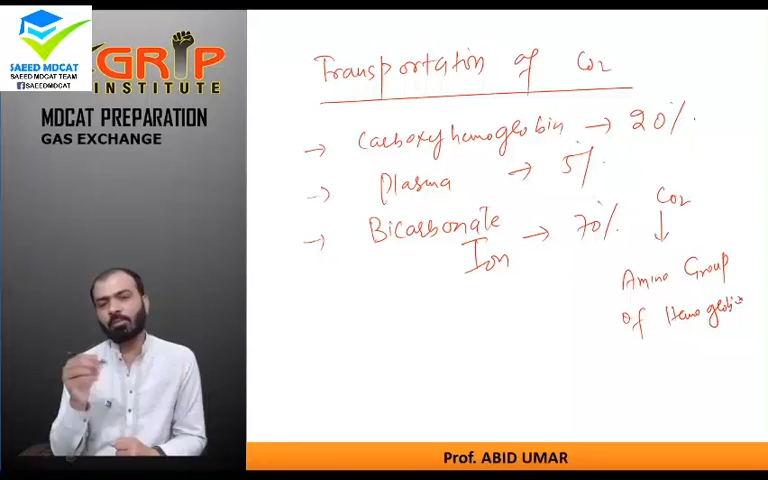 SAEED MDCAT
SAEED MDCAT TEAM
SAEEDMDCAT
GRIP
INSTITUTE
MDCAT PREPARATION
GAS EXCHANGE
Transportation of CO2
→ Carboxyhemoglobin → 20%.
→ Plasma → 5%.
→ Bicarbonate Ion → 70%.
CO2
↓
Amino Group
of Hemoglobin
Prof. ABID UMAR